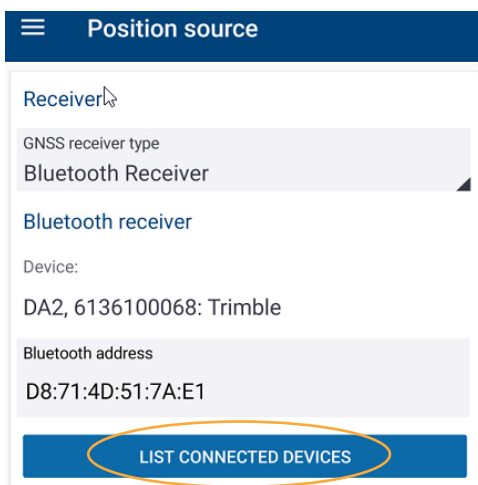 Position source
Receiver
GNSS receiver type
Bluetooth Receiver
Bluetooth receiver
Device:
DA2, 6136100068: Trimble
Bluetooth address
D8:71:4D:51:7A:E1
LIST CONNECTED DEVICES